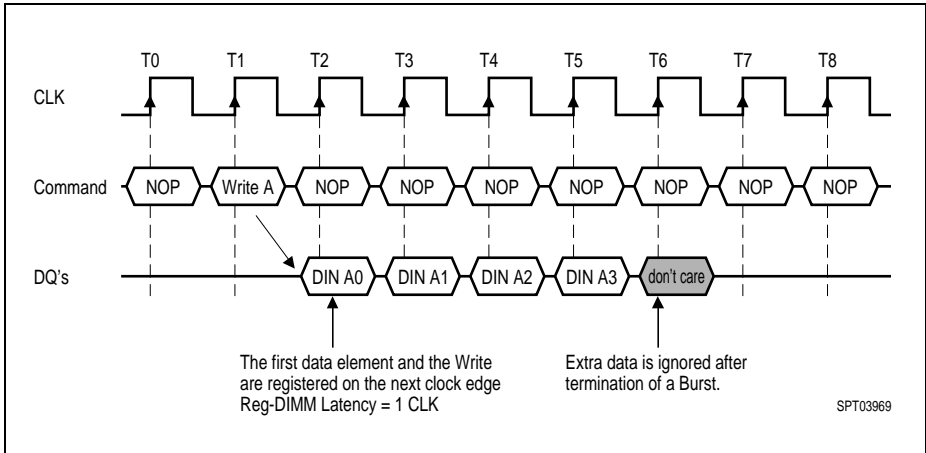 T0 T1 T2 T3 T4 T5 T6 T7 T8
CLK
Command NOP Write A NOP NOP NOP NOP NOP NOP NOP
DQ's DIN A0 DIN A1 DIN A2 DIN A3 don't care
The first data element and the Write
are registered on the next clock edge
Reg-DIMM Latency = 1 CLK
Extra data is ignored after
termination of a Burst.
SPT03969